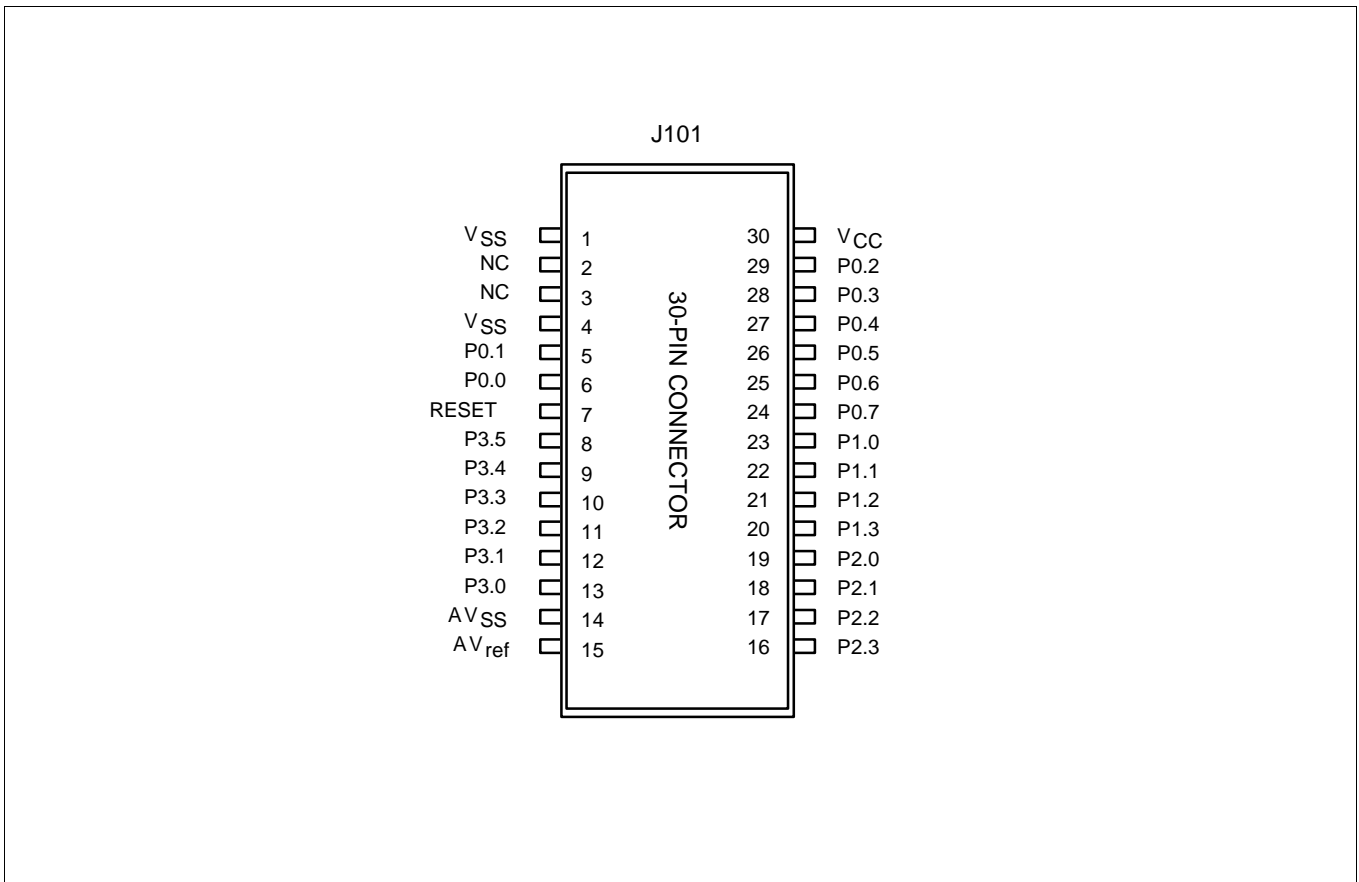 J101
VSS 1 30 VCC
NC 2 29 P0.2
NC 3 28 P0.3
VSS 4 27 P0.4
P0.1 5 26 P0.5
P0.0 6 25 P0.6
RESET 7 24 P0.7
P3.5 8 23 P1.0
P3.4 9 22 P1.1
P3.3 10 21 P1.2
P3.2 11 20 P1.3
P3.1 12 19 P2.0
P3.0 13 18 P2.1
AVSS 14 17 P2.2
AVref 15 16 P2.3
30-PIN CONNECTOR